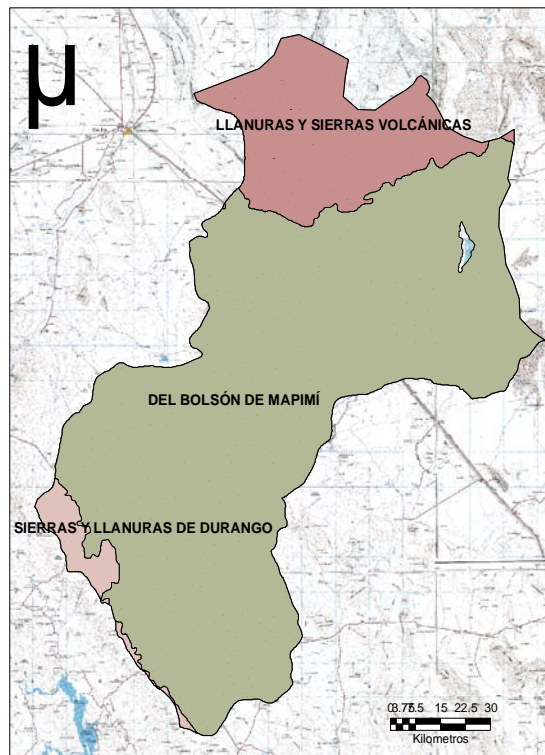 µ
LLANURAS Y SIERRAS VOLCÁNICAS
DEL BOLSÓN DE MAPIMÍ
SIERRAS Y LLANURAS DE DURANGO
0 3.75 7.5 15 22.5 30
Kilometros